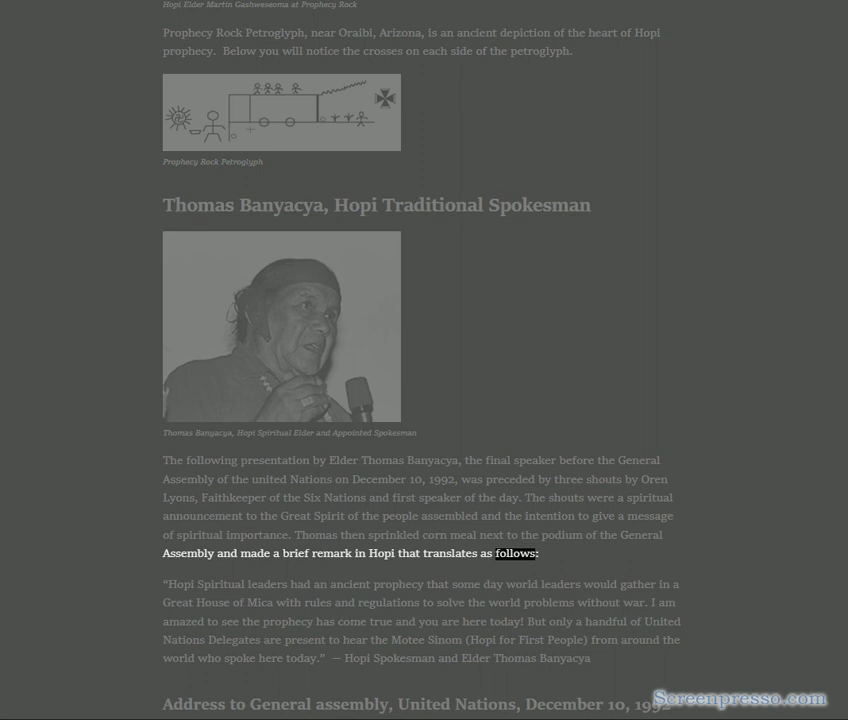 Hopi Elder Martin Gashweseoma at Prophecy Rock
Prophecy Rock Petroglyph, near Oraibi, Arizona, is an ancient depiction of the heart of Hopi
prophecy.  Below you will notice the crosses on each side of the petroglyph.
Prophecy Rock Petroglyph
Thomas Banyacya, Hopi Traditional Spokesman
Thomas Banyacya, Hopi Spiritual Elder and Appointed Spokesman
The following presentation by Elder Thomas Banyacya, the final speaker before the General
Assembly of the united Nations on December 10, 1992, was preceded by three shouts by Oren
Lyons, Faithkeeper of the Six Nations and first speaker of the day. The shouts were a spiritual
announcement to the Great Spirit of the people assembled and the intention to give a message
of spiritual importance. Thomas then sprinkled corn meal next to the podium of the General
Assembly and made a brief remark in Hopi that translates as follows:
“Hopi Spiritual leaders had an ancient prophecy that some day world leaders would gather in a
Great House of Mica with rules and regulations to solve the world problems without war. I am
amazed to see the prophecy has come true and you are here today! But only a handful of United
Nations Delegates are present to hear the Motee Sinom (Hopi for First People) from around the
world who spoke here today.”  — Hopi Spokesman and Elder Thomas Banyacya
Address to General assembly, United Nations, December 10, 1992
Screenpresso.com